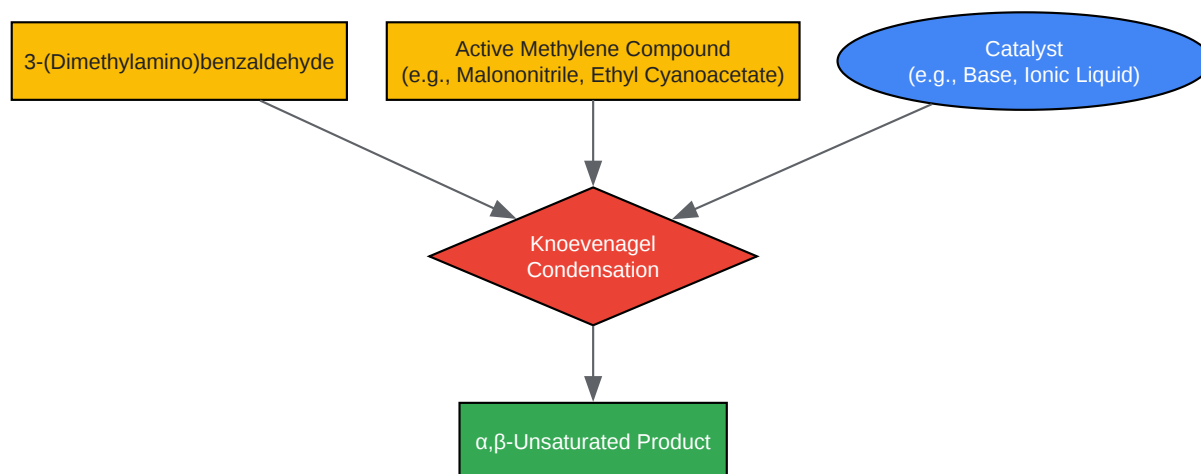 3-(Dimethylamino)benzaldehyde
Active Methylene Compound
(e.g., Malononitrile, Ethyl Cyanoacetate)
Catalyst
(e.g., Base, Ionic Liquid)
Knoevenagel
Condensation
α,β-Unsaturated Product